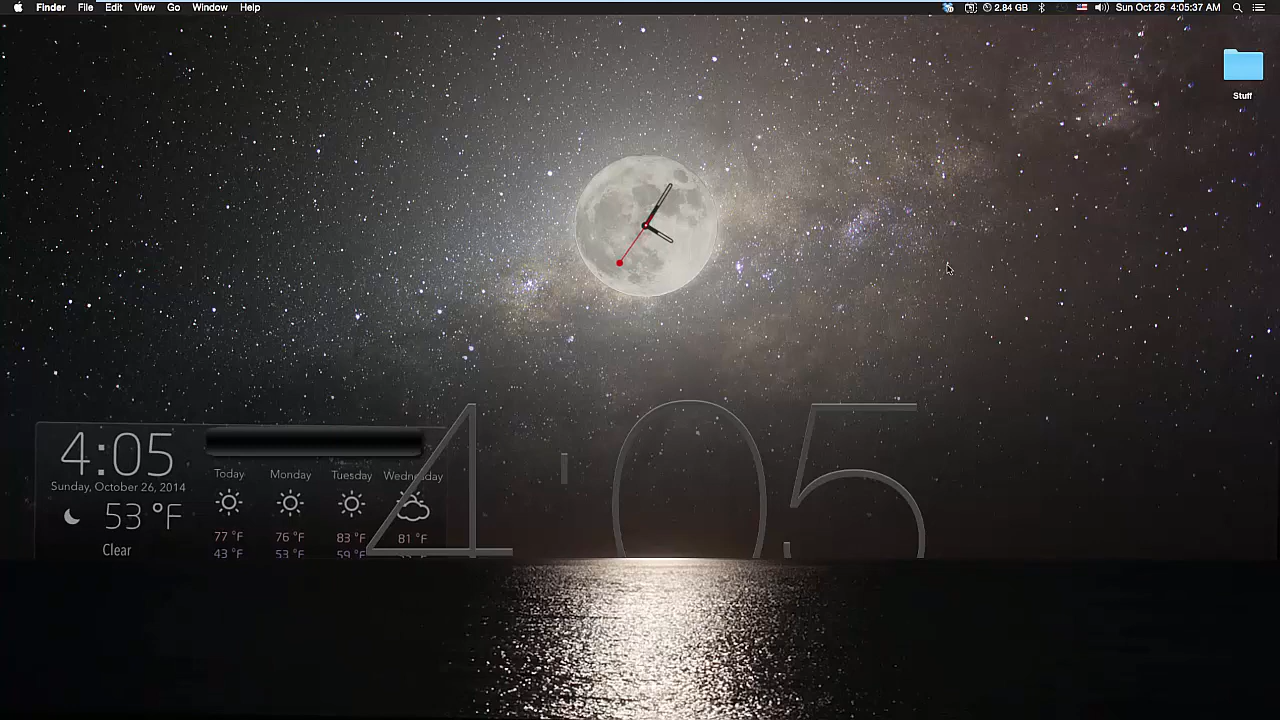 Finder File Edit View Go Window Help 2.84 GB Sun Oct 26 4:05:37 AM
Stuff
4:05
4:05
Sunday, October 26, 2014
53 °F
Clear
Today Monday Tuesday Wednesday
77 °F 76 °F 83 °F 81 °F
43 °F 53 °F 59 °F